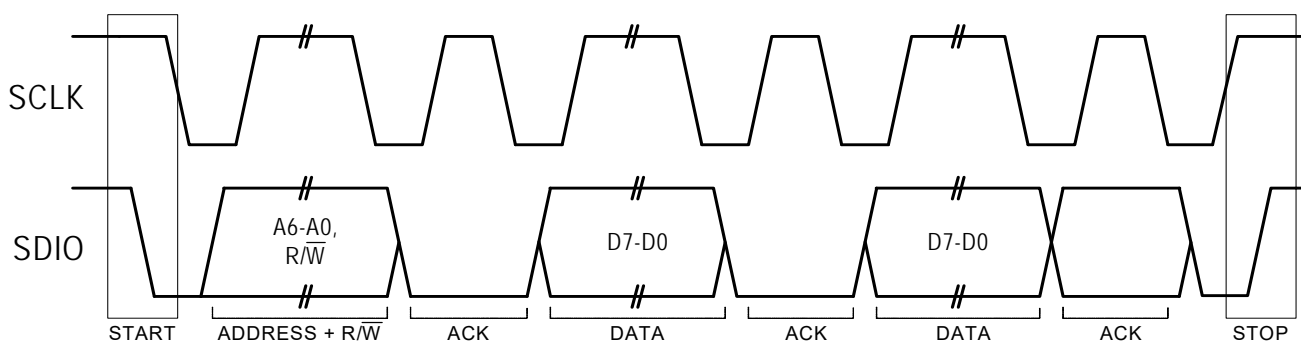 SCLK
SDIO
A6-A0,
R/W̅
D7-D0
D7-D0
START
ADDRESS + R/W̅
ACK
DATA
ACK
DATA
ACK
STOP